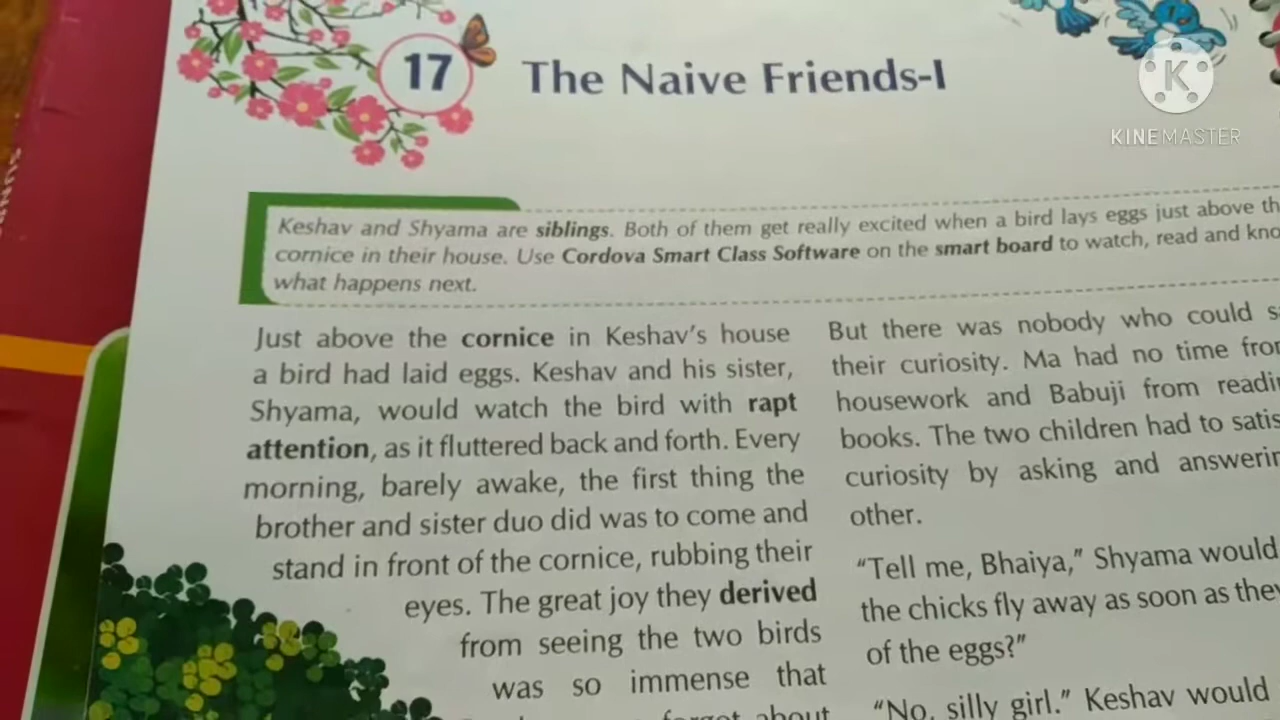 17
The Naive Friends-I
K
KINEMASTER
Keshav and Shyama are siblings. Both of them get really excited when a bird lays eggs just above th
cornice in their house. Use Cordova Smart Class Software on the smart board to watch, read and kno
what happens next.
Just above the cornice in Keshav's house
a bird had laid eggs. Keshav and his sister,
Shyama, would watch the bird with rapt
attention, as it fluttered back and forth. Every
morning, barely awake, the first thing the
brother and sister duo did was to come and
stand in front of the cornice, rubbing their
eyes. The great joy they derived
from seeing the two birds
was so immense that
forgot about
But there was nobody who could s
their curiosity. Ma had no time from
housework and Babuji from readi
books. The two children had to satis
curiosity by asking and answerin
other.
"Tell me, Bhaiya," Shyama would
the chicks fly away as soon as they
of the eggs?"
"No, silly girl." Keshav would